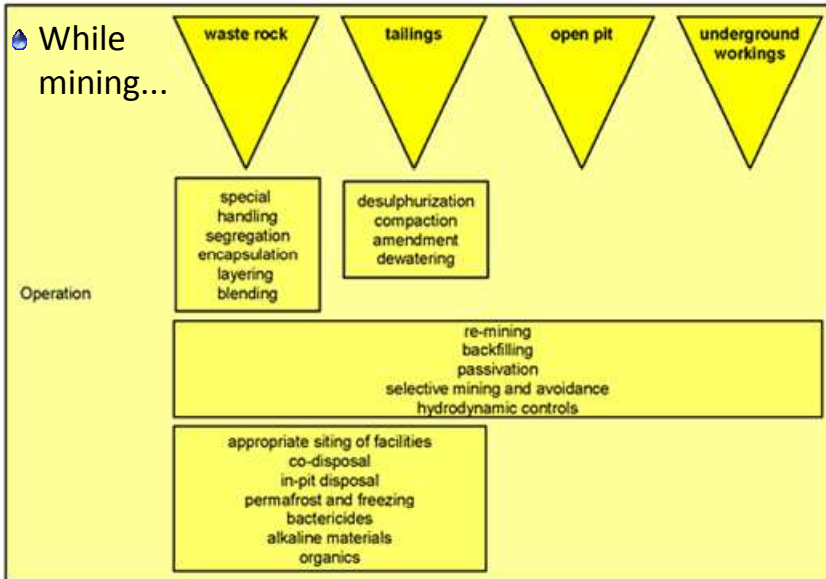 While
mining...
waste rock
tailings
open pit
underground
workings
special
handling
segregation
encapsulation
layering
blending
desulphurization
compaction
amendment
dewatering
Operation
re-mining
backfilling
passivation
selective mining and avoidance
hydrodynamic controls
appropriate siting of facilities
co-disposal
in-pit disposal
permafrost and freezing
bactericides
alkaline materials
organics